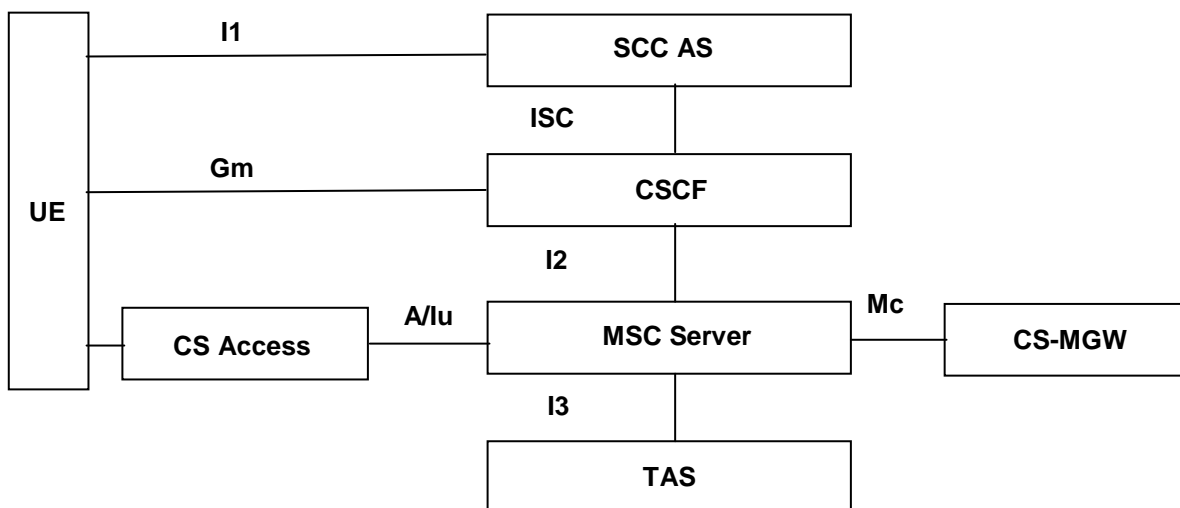 I1
SCC AS
ISC
Gm
CSCF
UE
I2
Mc
A/Iu
MSC Server
CS-MGW
CS Access
I3
TAS